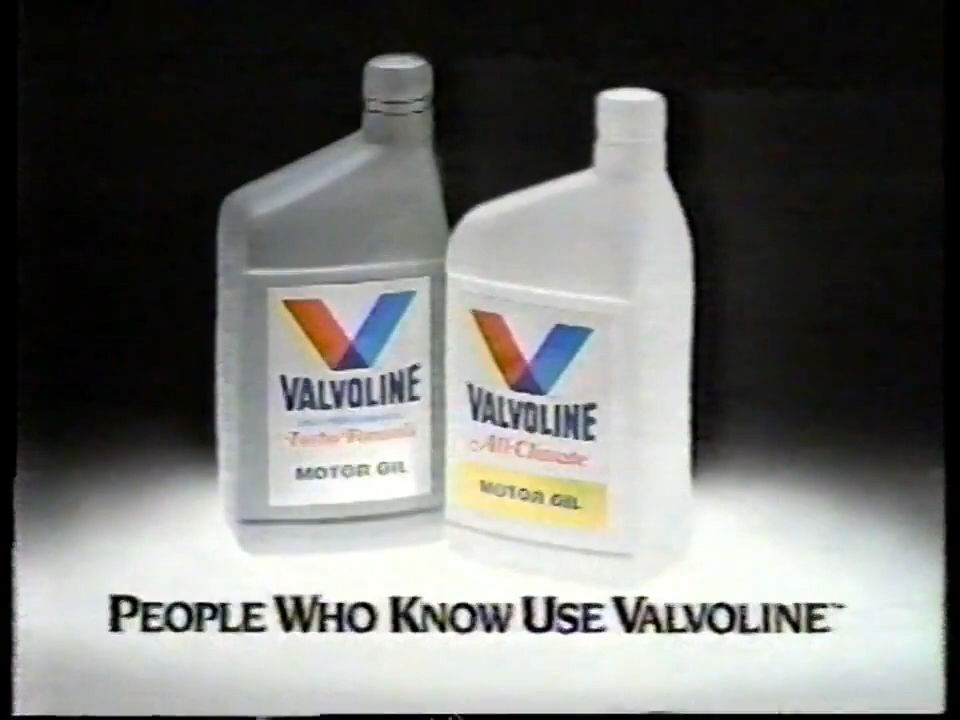 VALVOLINE
Turbo Formula
MOTOR OIL
VALVOLINE
All-Climate
MOTOR OIL
PEOPLE WHO KNOW USE VALVOLINE™